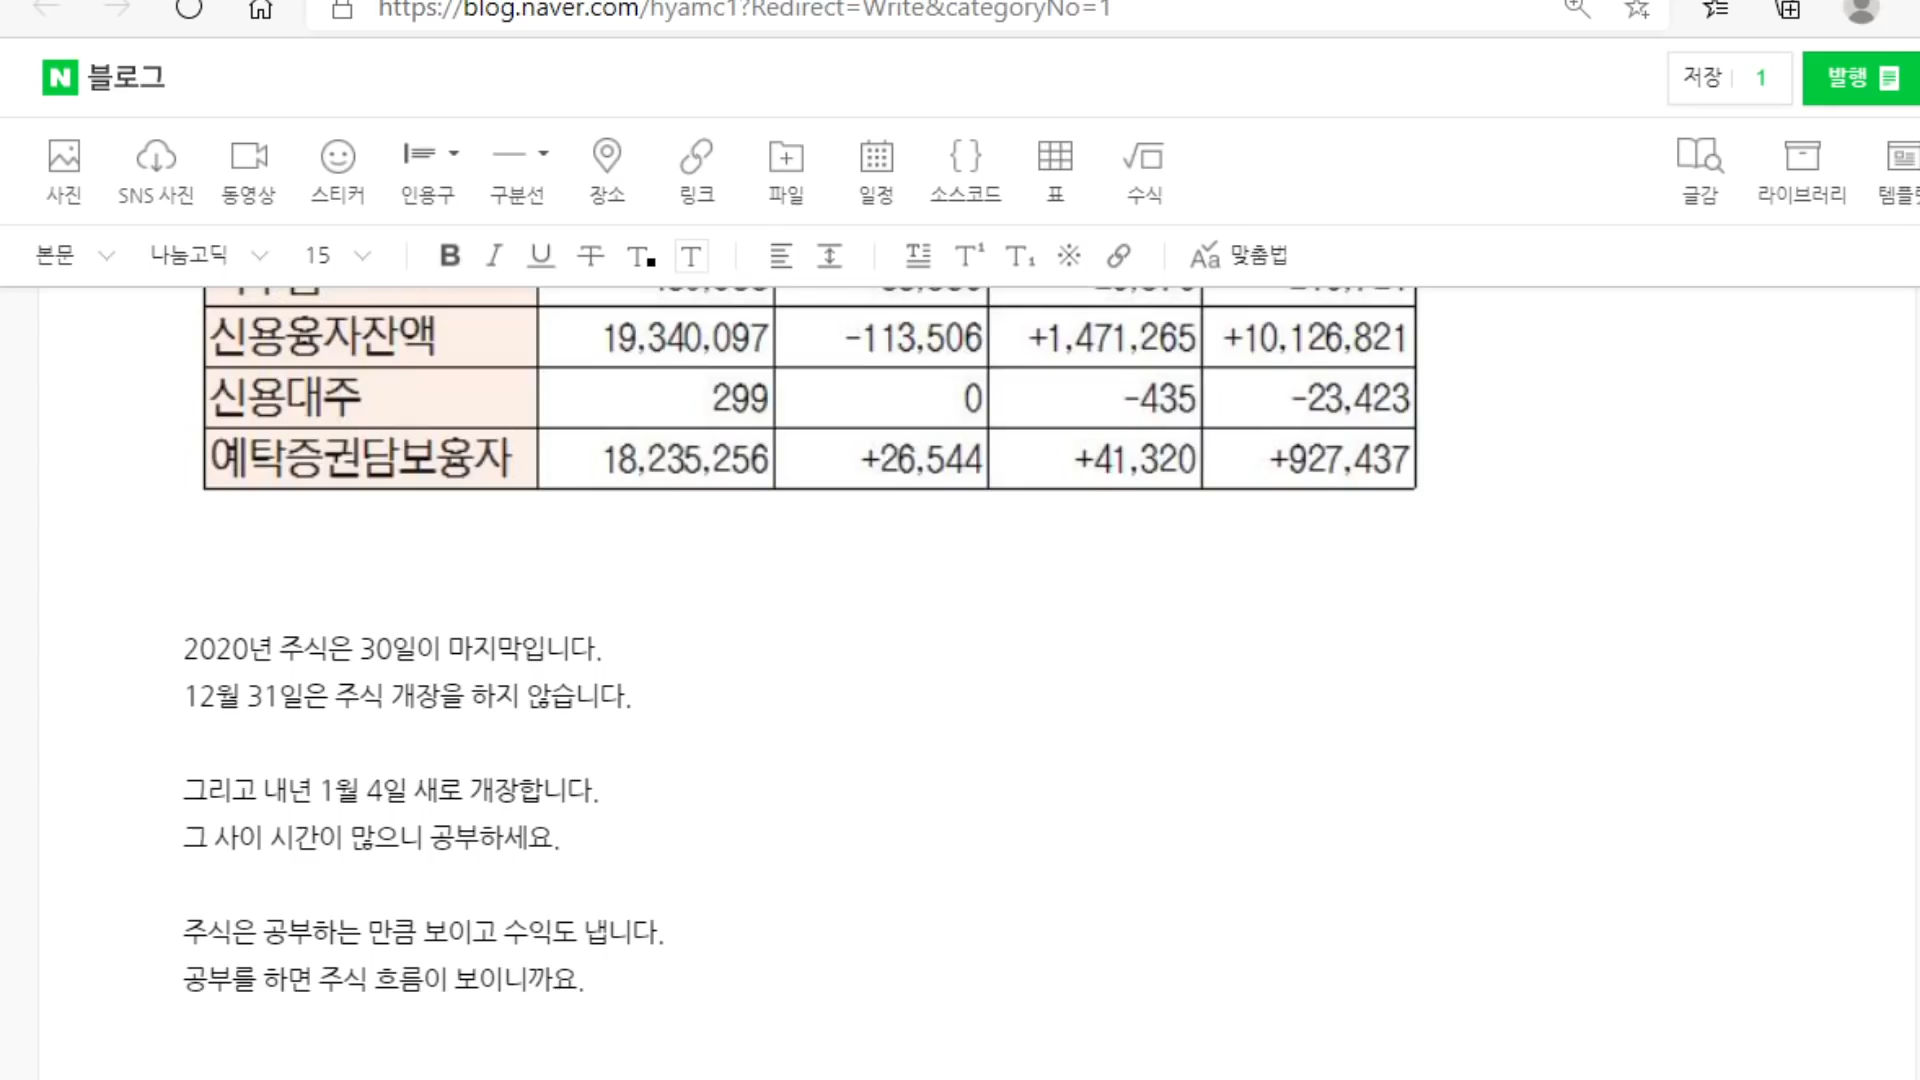 https://blog.naver.com/hyamc1?Redirect=Write&categoryNo=1
N 블로그
저장 1 발행
사진 SNS 사진 동영상 스티커 인용구 구분선 장소 링크 파일 일정 소스코드 표 수식 글감 라이브러리
본문 나눔고딕 15 B I U T T T T T¹ T₁ ※ Aa 맞춤법
신용융자잔액 19,340,097 -113,506 +1,471,265 +10,126,821
신용대주 299 0 -435 -23,423
예탁증권담보융자 18,235,256 +26,544 +41,320 +927,437
2020년 주식은 30일이 마지막입니다.
12월 31일은 주식 개장을 하지 않습니다.
그리고 내년 1월 4일 새로 개장합니다.
그 사이 시간이 많으니 공부하세요.
주식은 공부하는 만큼 보이고 수익도 냅니다.
공부를 하면 주식 흐름이 보이니까요.